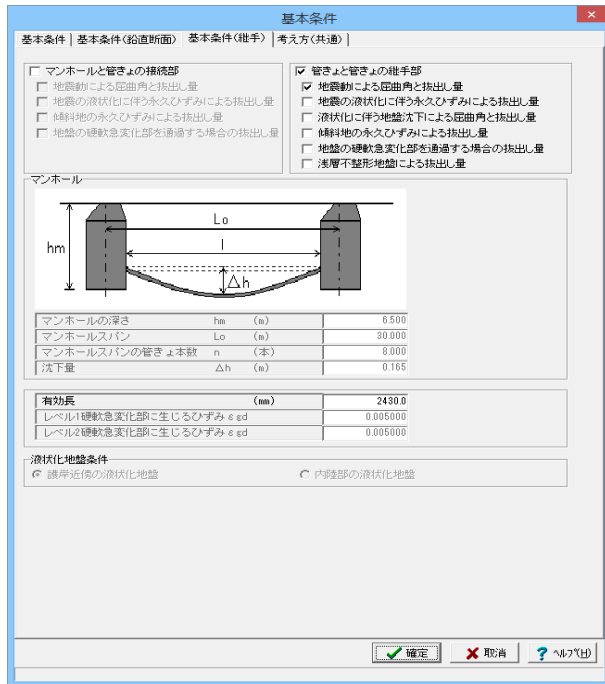 基本条件
基本条件 基本条件(鉛直断面) 基本条件(継手) 考え方(共通)
マンホールと管きょの接続部
地震動による屈曲角と抜出し量
地震の液状化に伴う永久ひずみによる抜出し量
傾斜地の永久ひずみによる抜出し量
地盤の硬軟急変化部を通過する場合の抜出し量
管きょと管きょの継手部
地震動による屈曲角と抜出し量
地震の液状化に伴う永久ひずみによる抜出し量
液状化に伴う地盤沈下による屈曲角と抜出し量
傾斜地の永久ひずみによる抜出し量
地盤の硬軟急変化部を通過する場合の抜出し量
浅層不整形地盤による抜出し量
マンホール
hm
Lo
l
Δh
マンホールの深さ hm (m) 6.500
マンホールスパン Lo (m) 30.000
マンホールスパンの管きょ本数 n (本) 8.000
沈下量 Δh (m) 0.165
有効長 (mm) 2430.0
レベル1硬軟急変化部に生じるひずみεgd 0.005000
レベル2硬軟急変化部に生じるひずみεgd 0.005000
液状化地盤条件
護岸近傍の液状化地盤
内陸部の液状化地盤
確定 取消 ? ヘルプ(H)